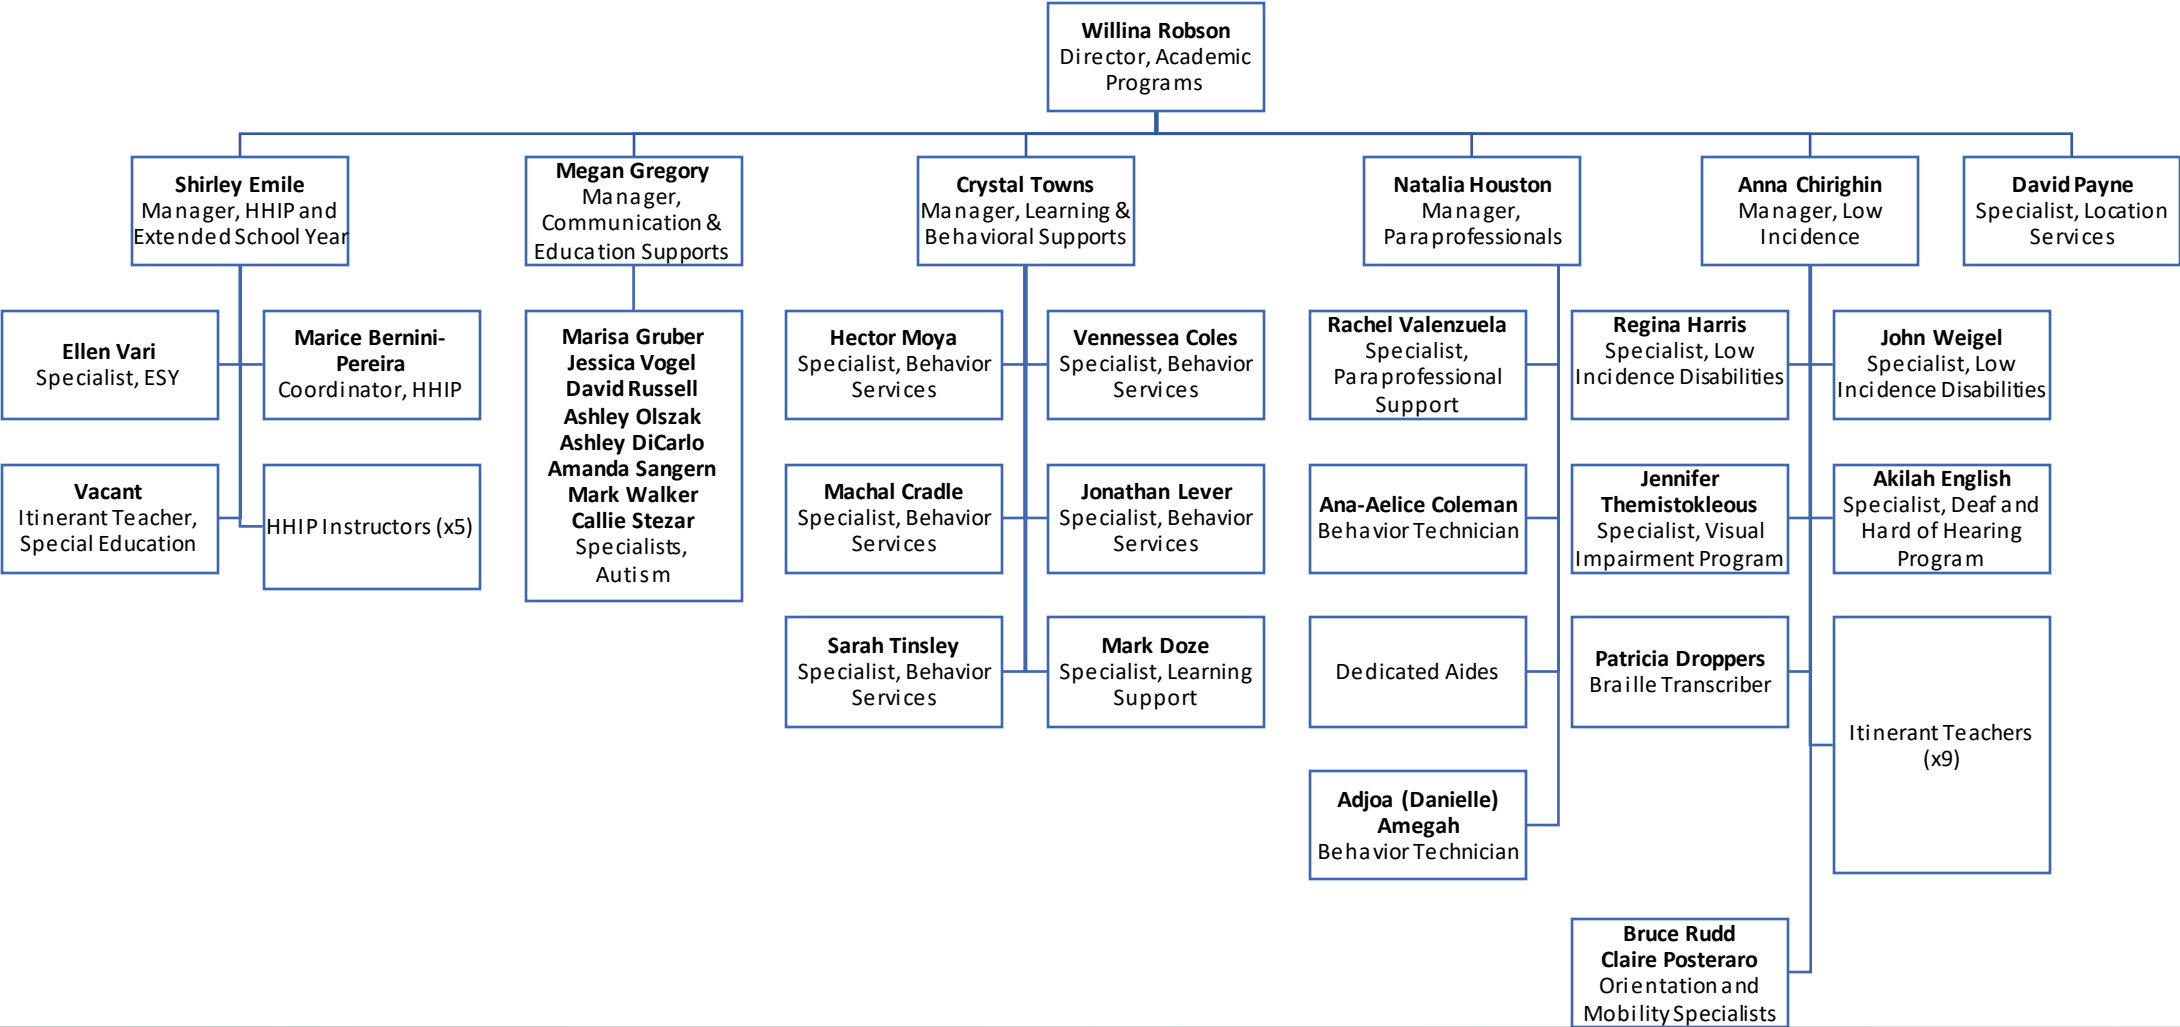 Willina Robson
Director, Academic
Programs
Shirley Emile
Manager, HHIP and
Extended School Year
Megan Gregory
Manager,
Communication &
Education Supports
Crystal Towns
Manager, Learning &
Behavioral Supports
Natalia Houston
Manager,
Paraprofessionals
Anna Chirighin
Manager, Low
Incidence
David Payne
Specialist, Location
Services
Ellen Vari
Specialist, ESY
Marice Bernini-
Pereira
Coordinator, HHIP
Vacant
Itinerant Teacher,
Special Education
HHIP Instructors (x5)
Marisa Gruber
Jessica Vogel
David Russell
Ashley Olszak
Ashley DiCarlo
Amanda Sangern
Mark Walker
Callie Stezar
Specialists,
Autism
Hector Moya
Specialist, Behavior
Services
Vennessea Coles
Specialist, Behavior
Services
Machal Cradle
Specialist, Behavior
Services
Jonathan Lever
Specialist, Behavior
Services
Sarah Tinsley
Specialist, Behavior
Services
Mark Doze
Specialist, Learning
Support
Rachel Valenzuela
Specialist,
Paraprofessional
Support
Ana-Aelice Coleman
Behavior Technician
Dedicated Aides
Adjoa (Danielle)
Amegah
Behavior Technician
Regina Harris
Specialist, Low
Incidence Disabilities
John Weigel
Specialist, Low
Incidence Disabilities
Jennifer
Themistokleous
Specialist, Visual
Impairment Program
Akilah English
Specialist, Deaf and
Hard of Hearing
Program
Patricia Droppers
Braille Transcriber
Itinerant Teachers
(x9)
Bruce Rudd
Claire Posteraro
Orientation and
Mobility Specialists